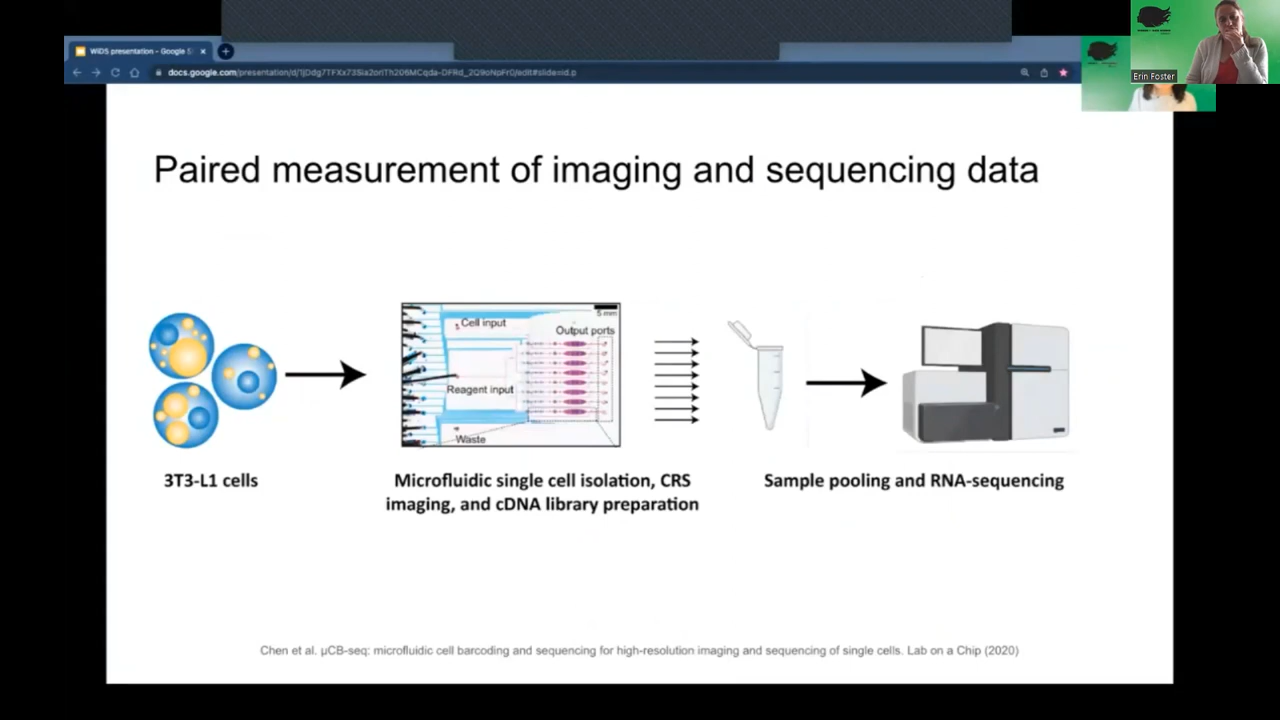 WiDS presentation - Google S
docs.google.com/presentation/d/
Erin Foster
Paired measurement of imaging and sequencing data
5 mm
Cell input
Output ports
Reagent input
Waste
3T3-L1 cells
Microfluidic single cell isolation, CRS
imaging, and cDNA library preparation
Sample pooling and RNA-sequencing
Chen et al. µCB-seq: microfluidic cell barcoding and sequencing for high-resolution imaging and sequencing of single cells. Lab on a Chip (2020)